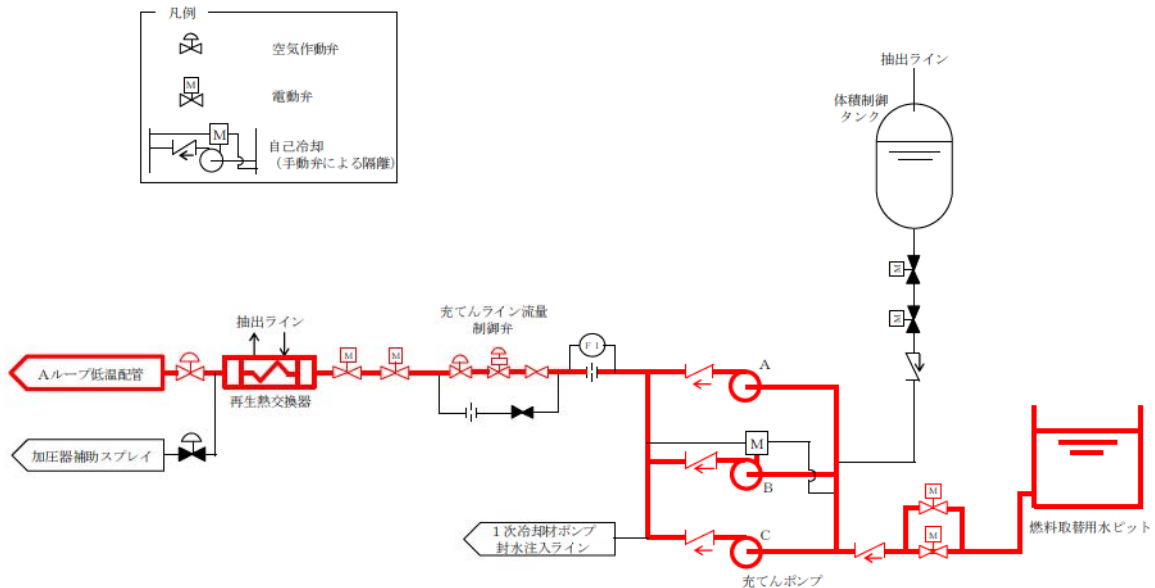 凡例
空気作動弁
M
電動弁
M
自己冷却
（手動弁による隔離）
抽出ライン
体積制御
タンク
M
M
充てんライン流量
制御弁
抽出ライン
F I
M
M
Aループ低温配管
再生熱交換器
A
加圧器補助スプレイ
M
B
M
1次冷却材ポンプ
封水注入ライン
C
M
燃料取替用水ピット
充てんポンプ